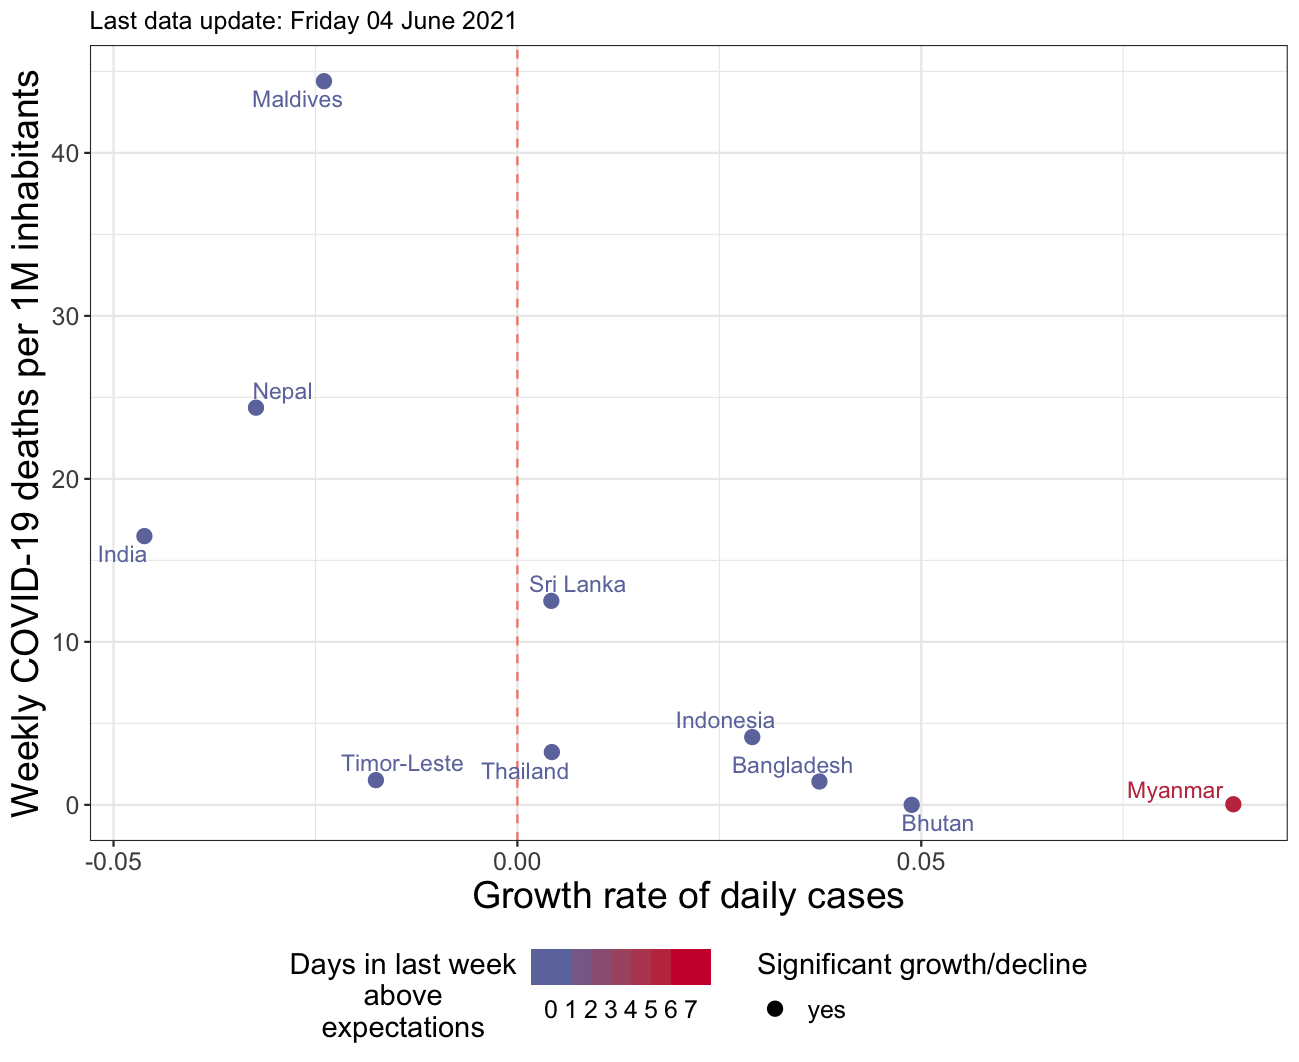 Last data update: Friday 04 June 2021
Weekly COVID-19 deaths per 1M inhabitants
40
30
20
10
0
Maldives
Nepal
India
Sri Lanka
Indonesia
Timor-Leste
Thailand
Bangladesh
Myanmar
Bhutan
-0.05
0.00
0.05
Growth rate of daily cases
Days in last week
above
expectations
0 1 2 3 4 5 6 7
Significant growth/decline
yes